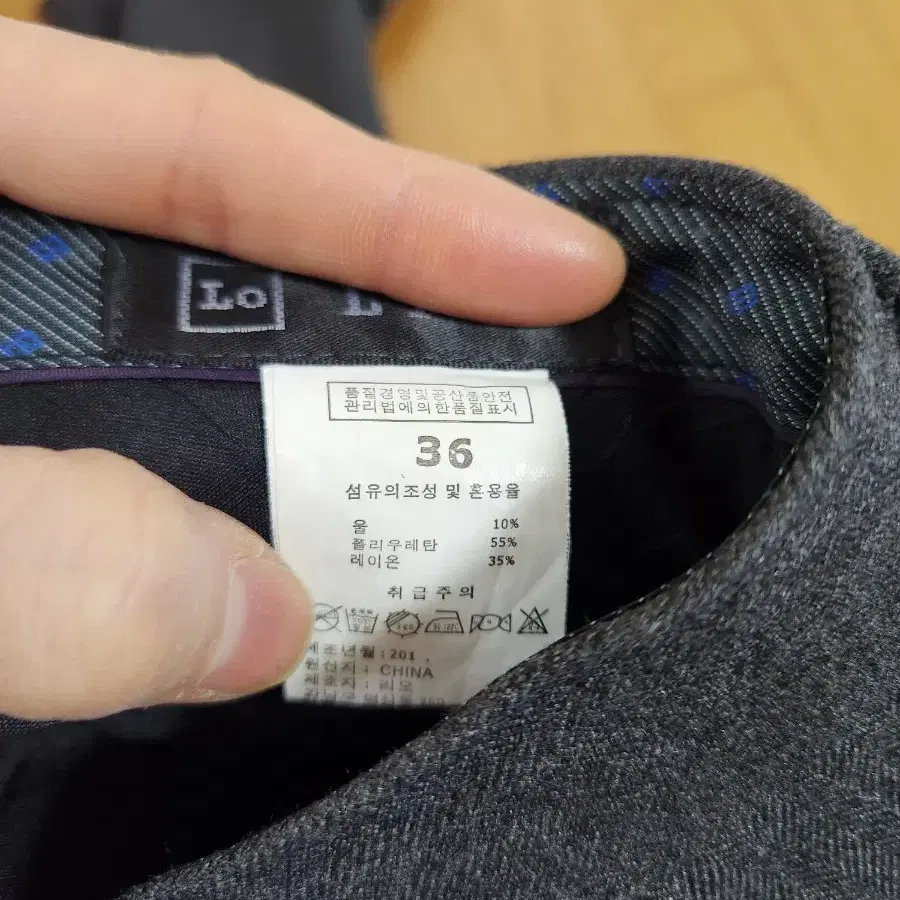 Lo
품질경영및공산품안전
관리법에의한품질표시
36
섬유의조성 및 혼용율
울 10%
폴리우레탄 55%
레이온 35%
취급주의
제조년월 : 201
원산지 : CHINA
제조자 : 리모
강남구